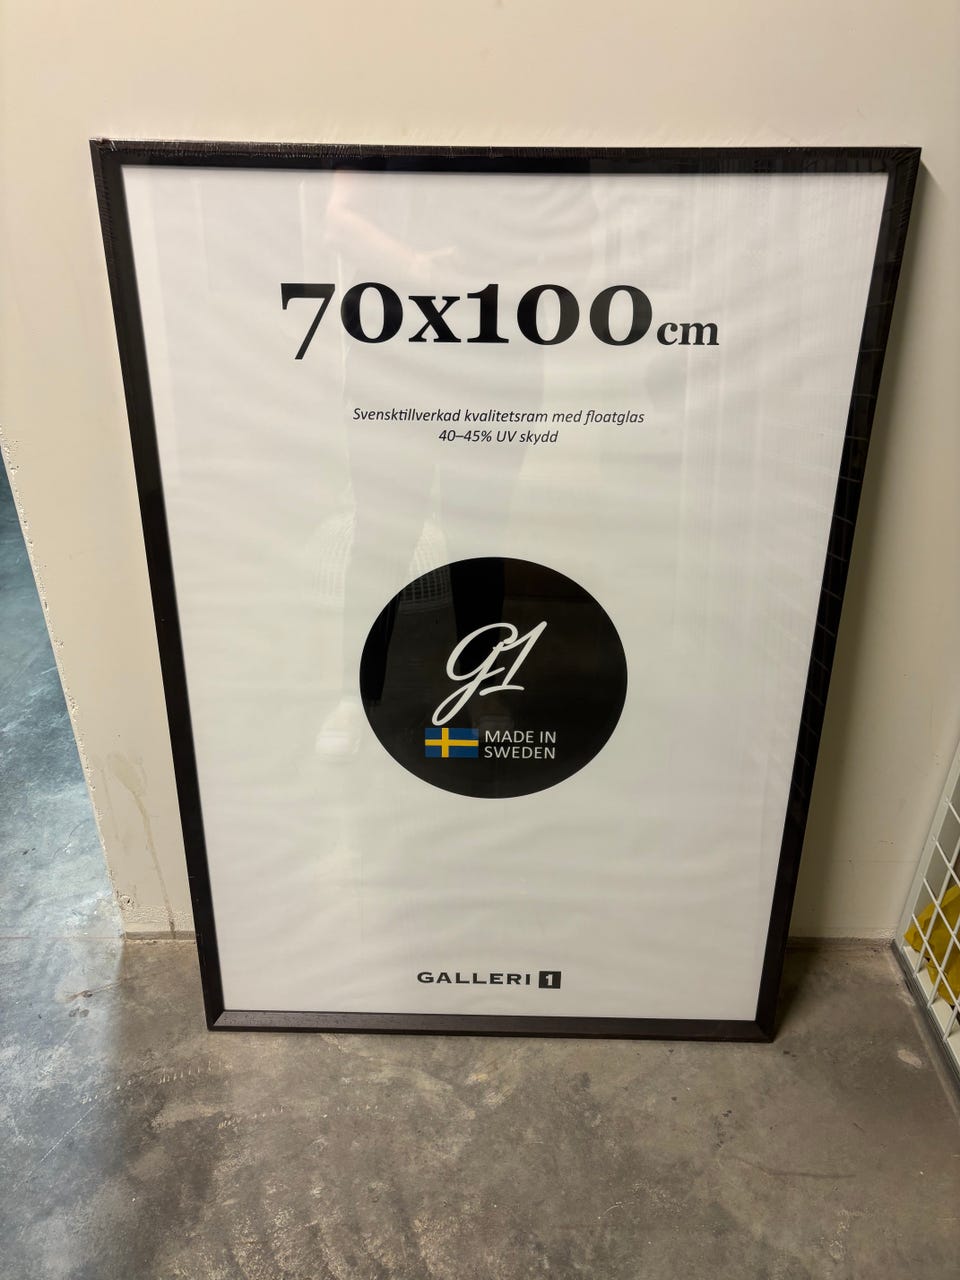 70x100cm
Svensktillverkad kvalitetsram med floatglas
40–45% UV skydd
G1
MADE IN
SWEDEN
GALLERI 1